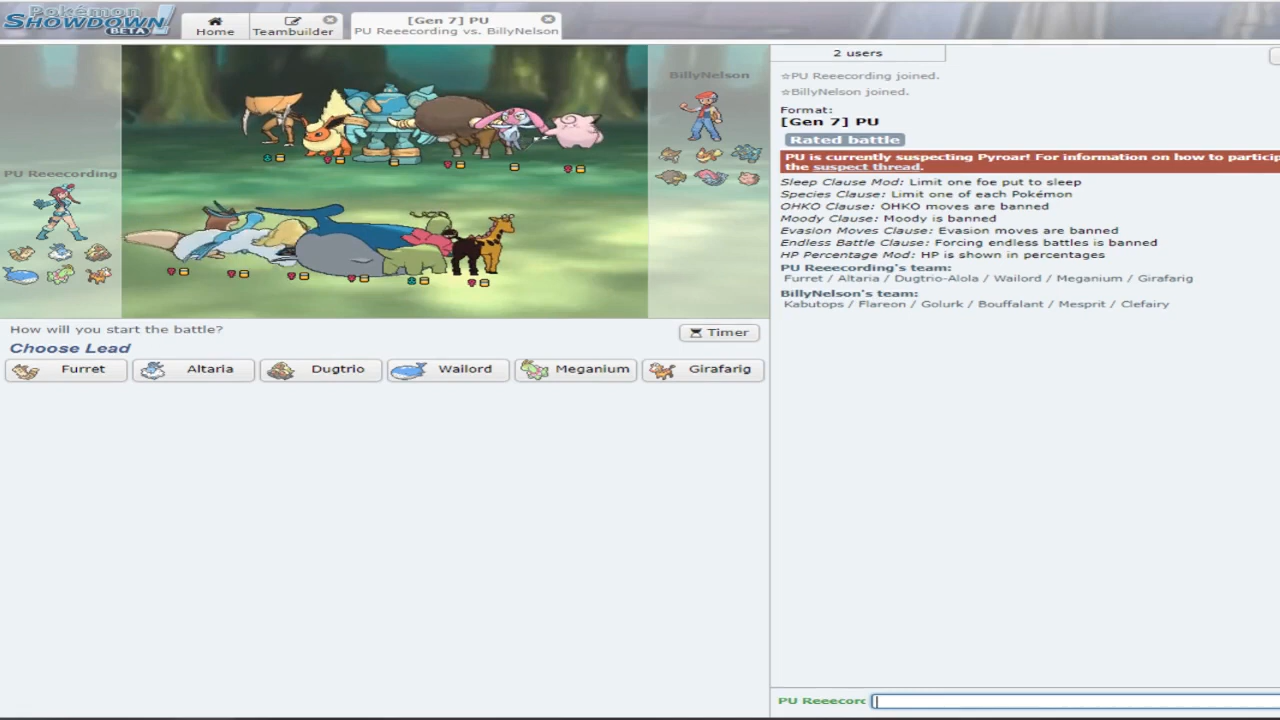 Pokémon
SHOWDOWN!
BETA
Home
Teambuilder
[Gen 7] PU
PU Reeecording vs. BillyNelson
PU Reeecording
BillyNelson
How will you start the battle?
Timer
Choose Lead
Furret
Altaria
Dugtrio
Wailord
Meganium
Girafarig
2 users
☆PU Reeecording joined.
☆BillyNelson joined.
Format:
[Gen 7] PU
Rated battle
PU is currently suspecting Pyroar! For information on how to particip
the suspect thread.
Sleep Clause Mod: Limit one foe put to sleep
Species Clause: Limit one of each Pokémon
OHKO Clause: OHKO moves are banned
Moody Clause: Moody is banned
Evasion Moves Clause: Evasion moves are banned
Endless Battle Clause: Forcing endless battles is banned
HP Percentage Mod: HP is shown in percentages
PU Reeecording's team:
Furret / Altaria / Dugtrio-Alola / Wailord / Meganium / Girafarig
BillyNelson's team:
Kabutops / Flareon / Golurk / Bouffalant / Mesprit / Clefairy
PU Reeecorc